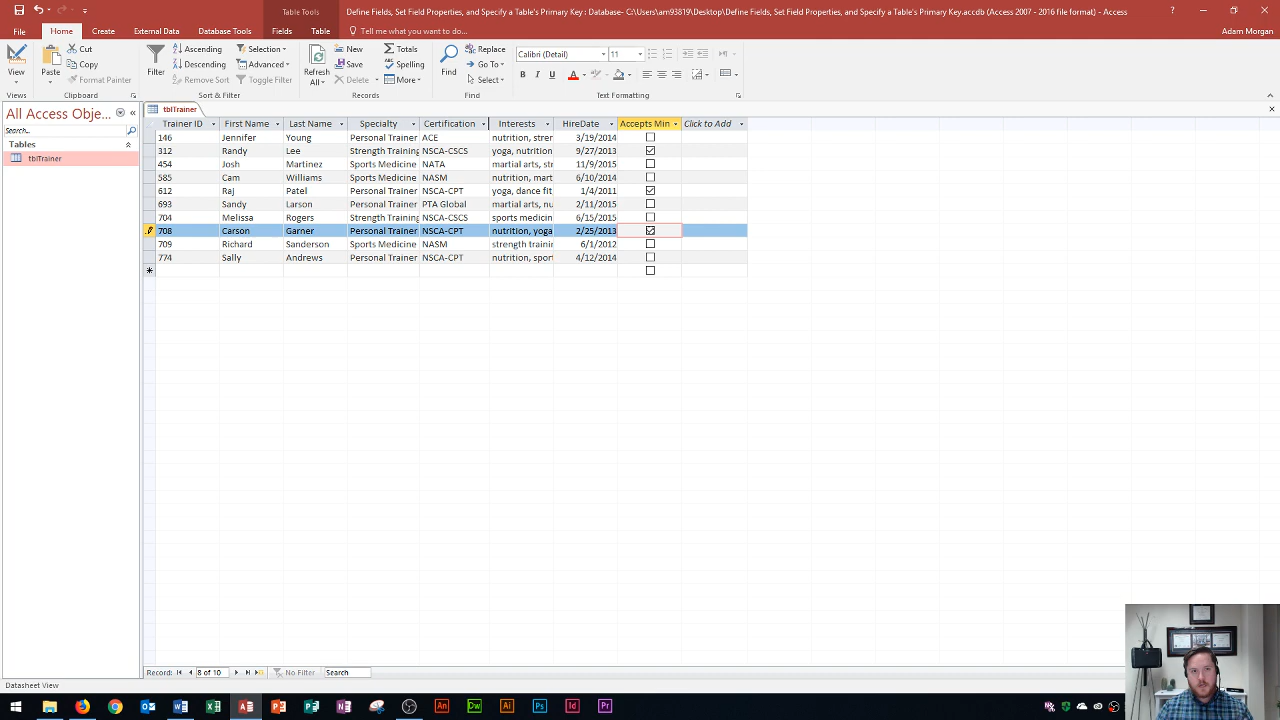 Table Tools Define Fields, Set Field Properties, and Specify a Table's Primary Key : Database- C:\Users\am93819\Desktop\Define Fields, Set Field Properties, and Specify a Table's Primary Key.accdb (Access 2007 - 2016 file format) - Access
File Home Create External Data Database Tools Fields Table Tell me what you want to do Adam Morgan
View Paste Cut Copy Format Painter Filter Ascending Descending Remove Sort Selection Advanced Toggle Filter Refresh All New Save Delete Totals Spelling More Find Replace Go To Select Calibri (Detail) 11
B I U A
Views Clipboard Sort & Filter Records Find Text Formatting
All Access Obje... tblTrainer
Search...
Tables
tblTrainer
Trainer ID First Name Last Name Specialty Certification Interests HireDate Accepts Min Click to Add
146 Jennifer Young Personal Trainer ACE nutrition, stren 3/19/2014
312 Randy Lee Strength Training NSCA-CSCS yoga, nutrition 9/27/2013
454 Josh Martinez Sports Medicine NATA martial arts, str 11/9/2015
585 Cam Williams Sports Medicine NASM nutrition, mart 6/10/2014
612 Raj Patel Personal Trainer NSCA-CPT yoga, dance fit 1/4/2011
693 Sandy Larson Personal Trainer PTA Global martial arts, nu 2/11/2015
704 Melissa Rogers Strength Training NSCA-CSCS sports medicin 6/15/2015
708 Carson Garner Personal Trainer NSCA-CPT nutrition, yoga 2/25/2013
709 Richard Sanderson Sports Medicine NASM strength trainin 6/1/2012
774 Sally Andrews Personal Trainer NSCA-CPT nutrition, sport 4/12/2014
Record: 8 of 10 No Filter Search
Datasheet View
An Dw Ai Ps Id Pr